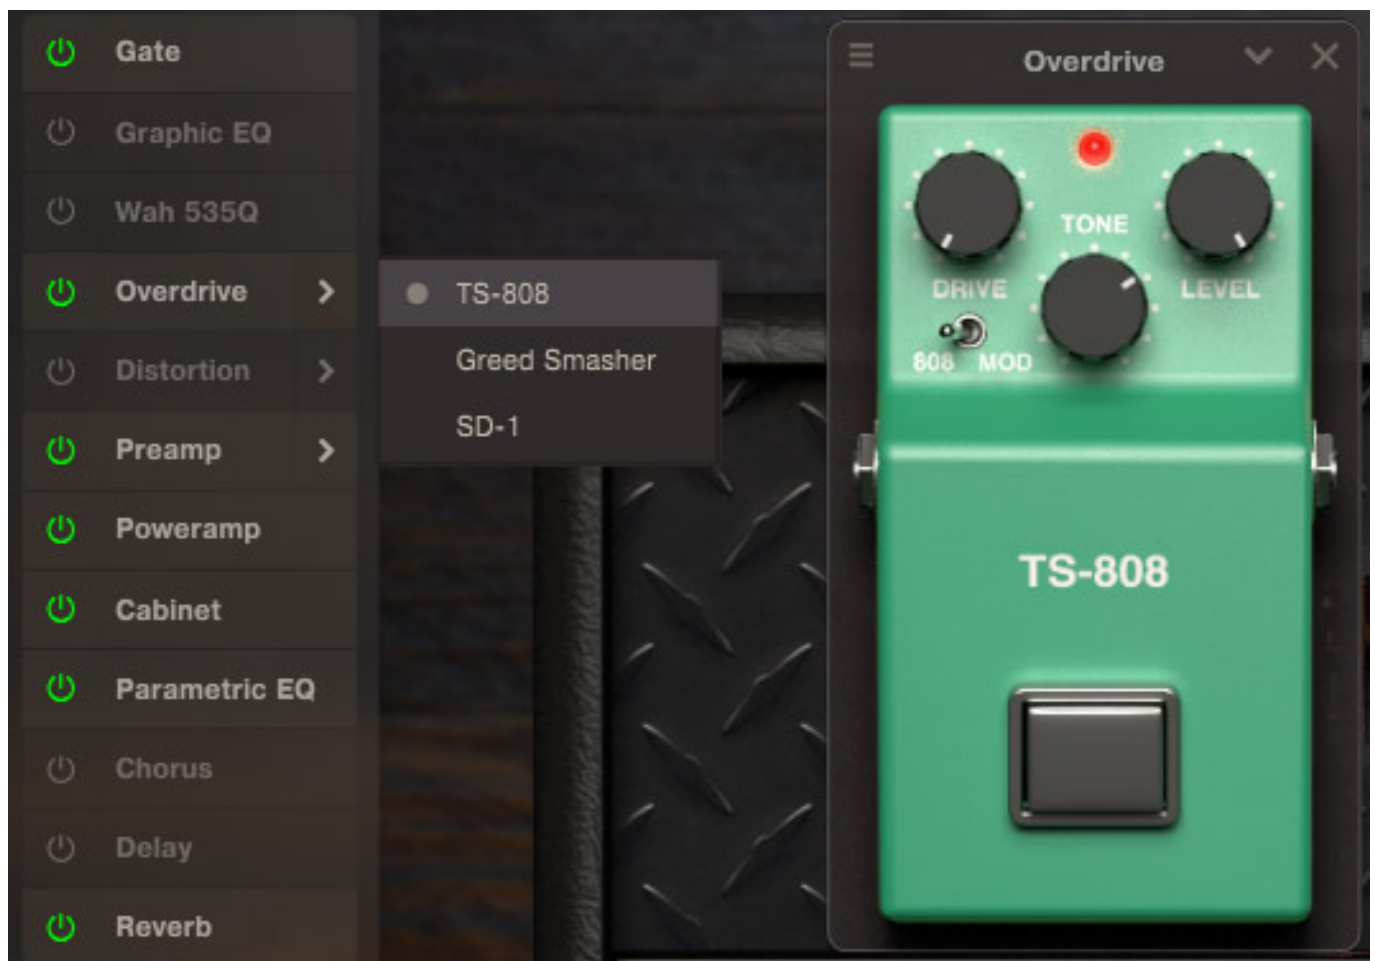 Gate
Graphic EQ
Wah 535Q
Overdrive
Distortion
Preamp
Poweramp
Cabinet
Parametric EQ
Chorus
Delay
Reverb
TS-808
Greed Smasher
SD-1
Overdrive
TONE
DRIVE
LEVEL
808 MOD
TS-808